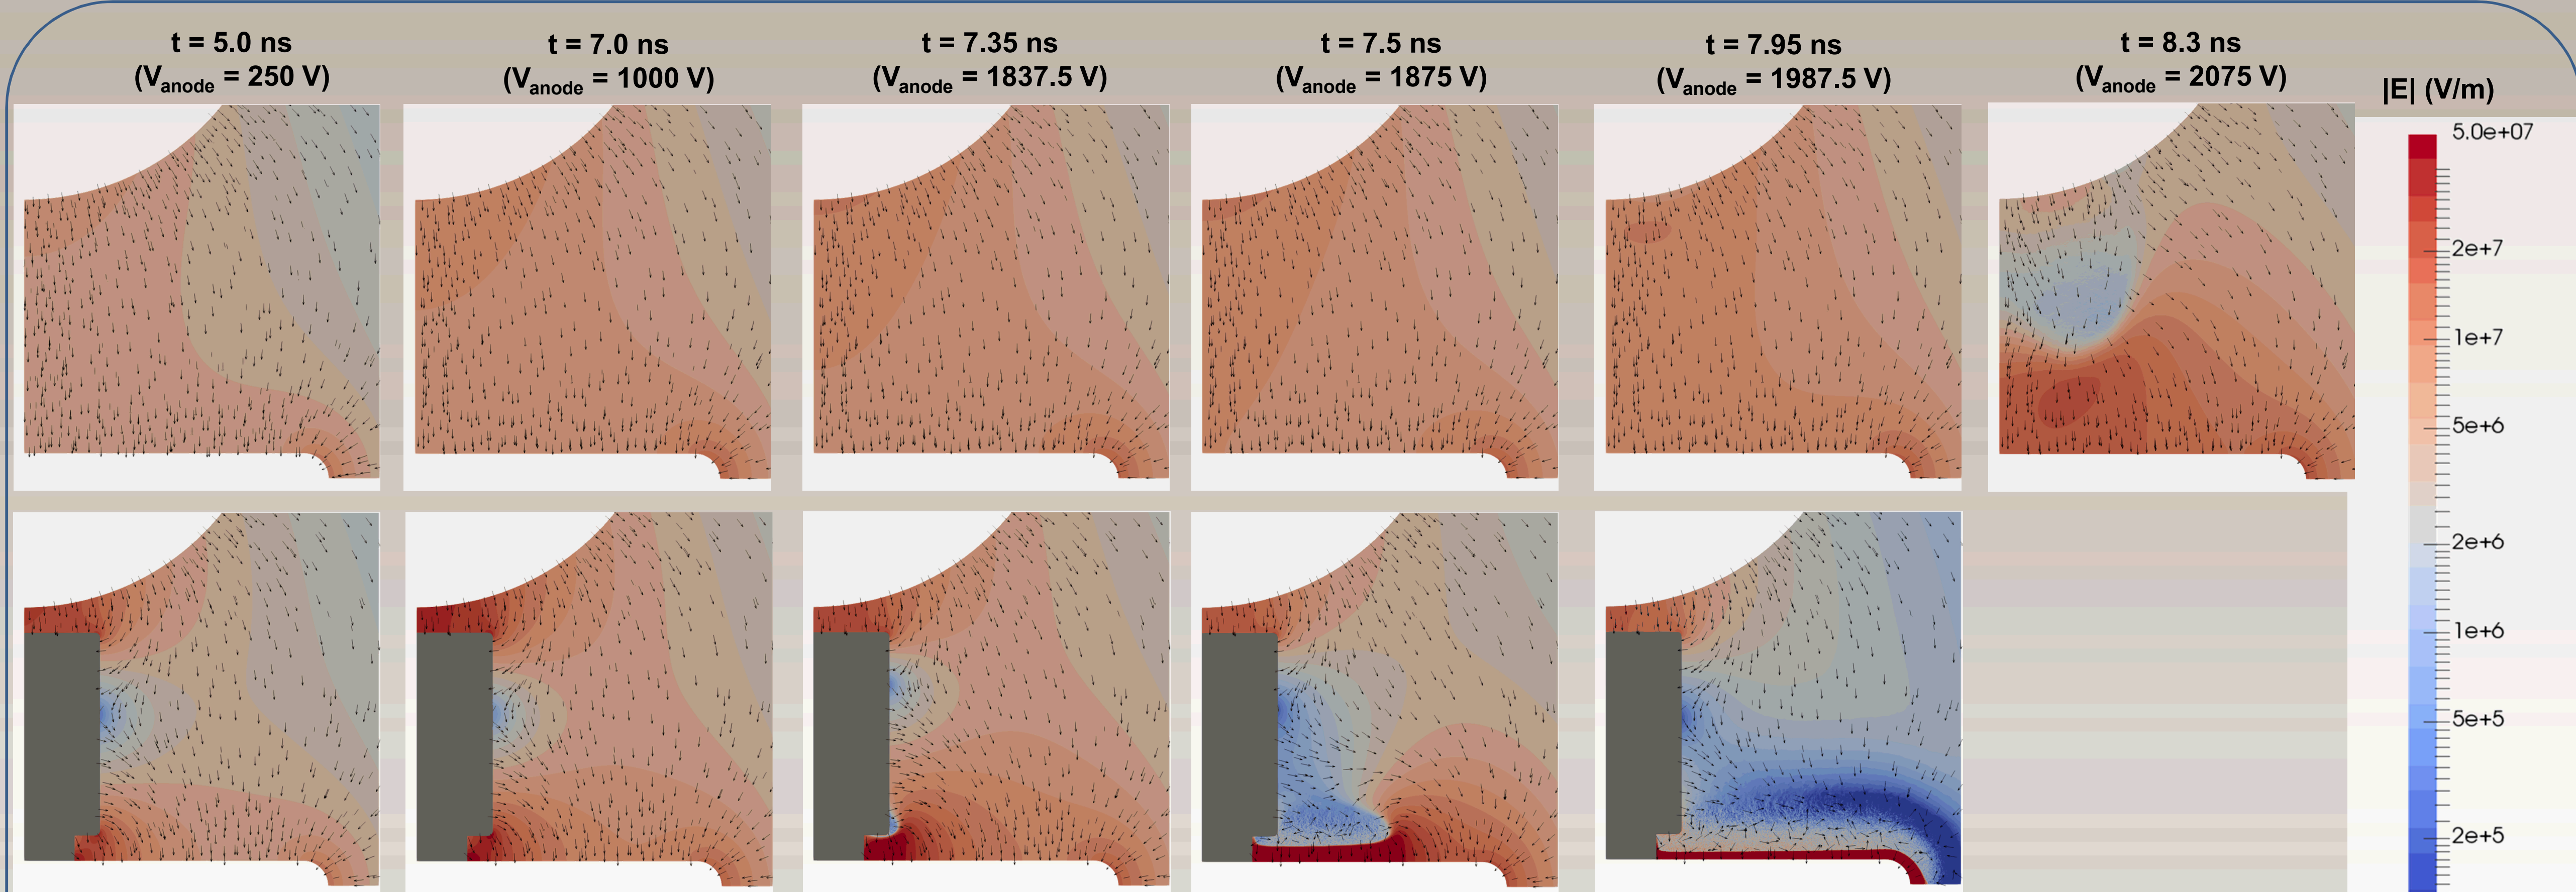 t = 5.0 ns
(Vanode = 250 V)
t = 7.0 ns
(Vanode = 1000 V)
t = 7.35 ns
(Vanode = 1837.5 V)
t = 7.5 ns
(Vanode = 1875 V)
t = 7.95 ns
(Vanode = 1987.5 V)
t = 8.3 ns
(Vanode = 2075 V)
|E| (V/m)
5.0e+07
2e+7
1e+7
5e+6
2e+6
1e+6
5e+5
2e+5